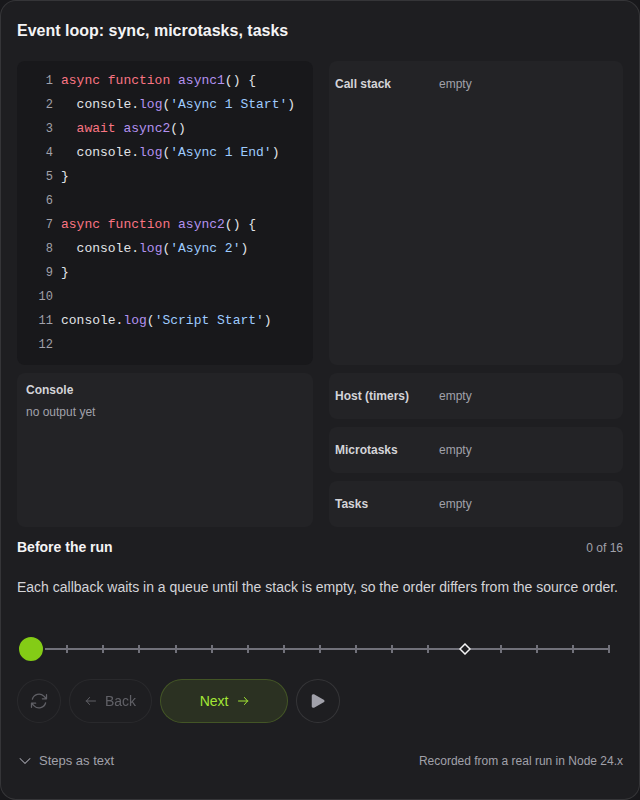 Event loop: sync, microtasks, tasks
1 async function async1() {
2   console.log('Async 1 Start')
3   await async2()
4   console.log('Async 1 End')
5 }
6
7 async function async2() {
8   console.log('Async 2')
9 }
10
11 console.log('Script Start')
12
Call stack empty
Console
no output yet
Host (timers) empty
Microtasks empty
Tasks empty
Before the run 0 of 16
Each callback waits in a queue until the stack is empty, so the order differs from the source order.
← Back Next →
Steps as text Recorded from a real run in Node 24.x